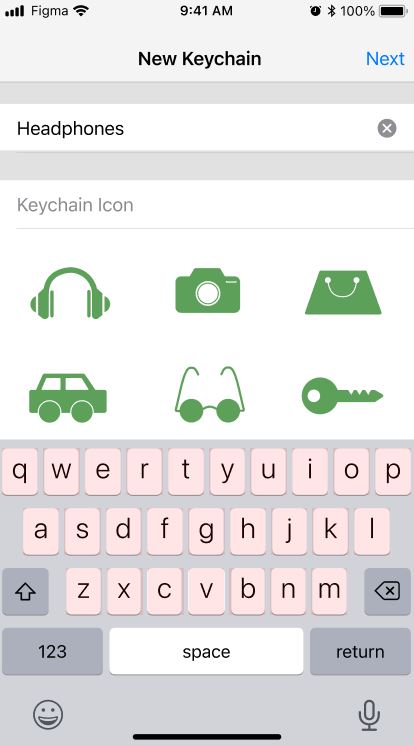 Figma 9:41 AM 100%
New Keychain Next
Headphones
Keychain Icon
q w e r t y u i o p
a s d f g h j k l
z x c v b n m
123 space return